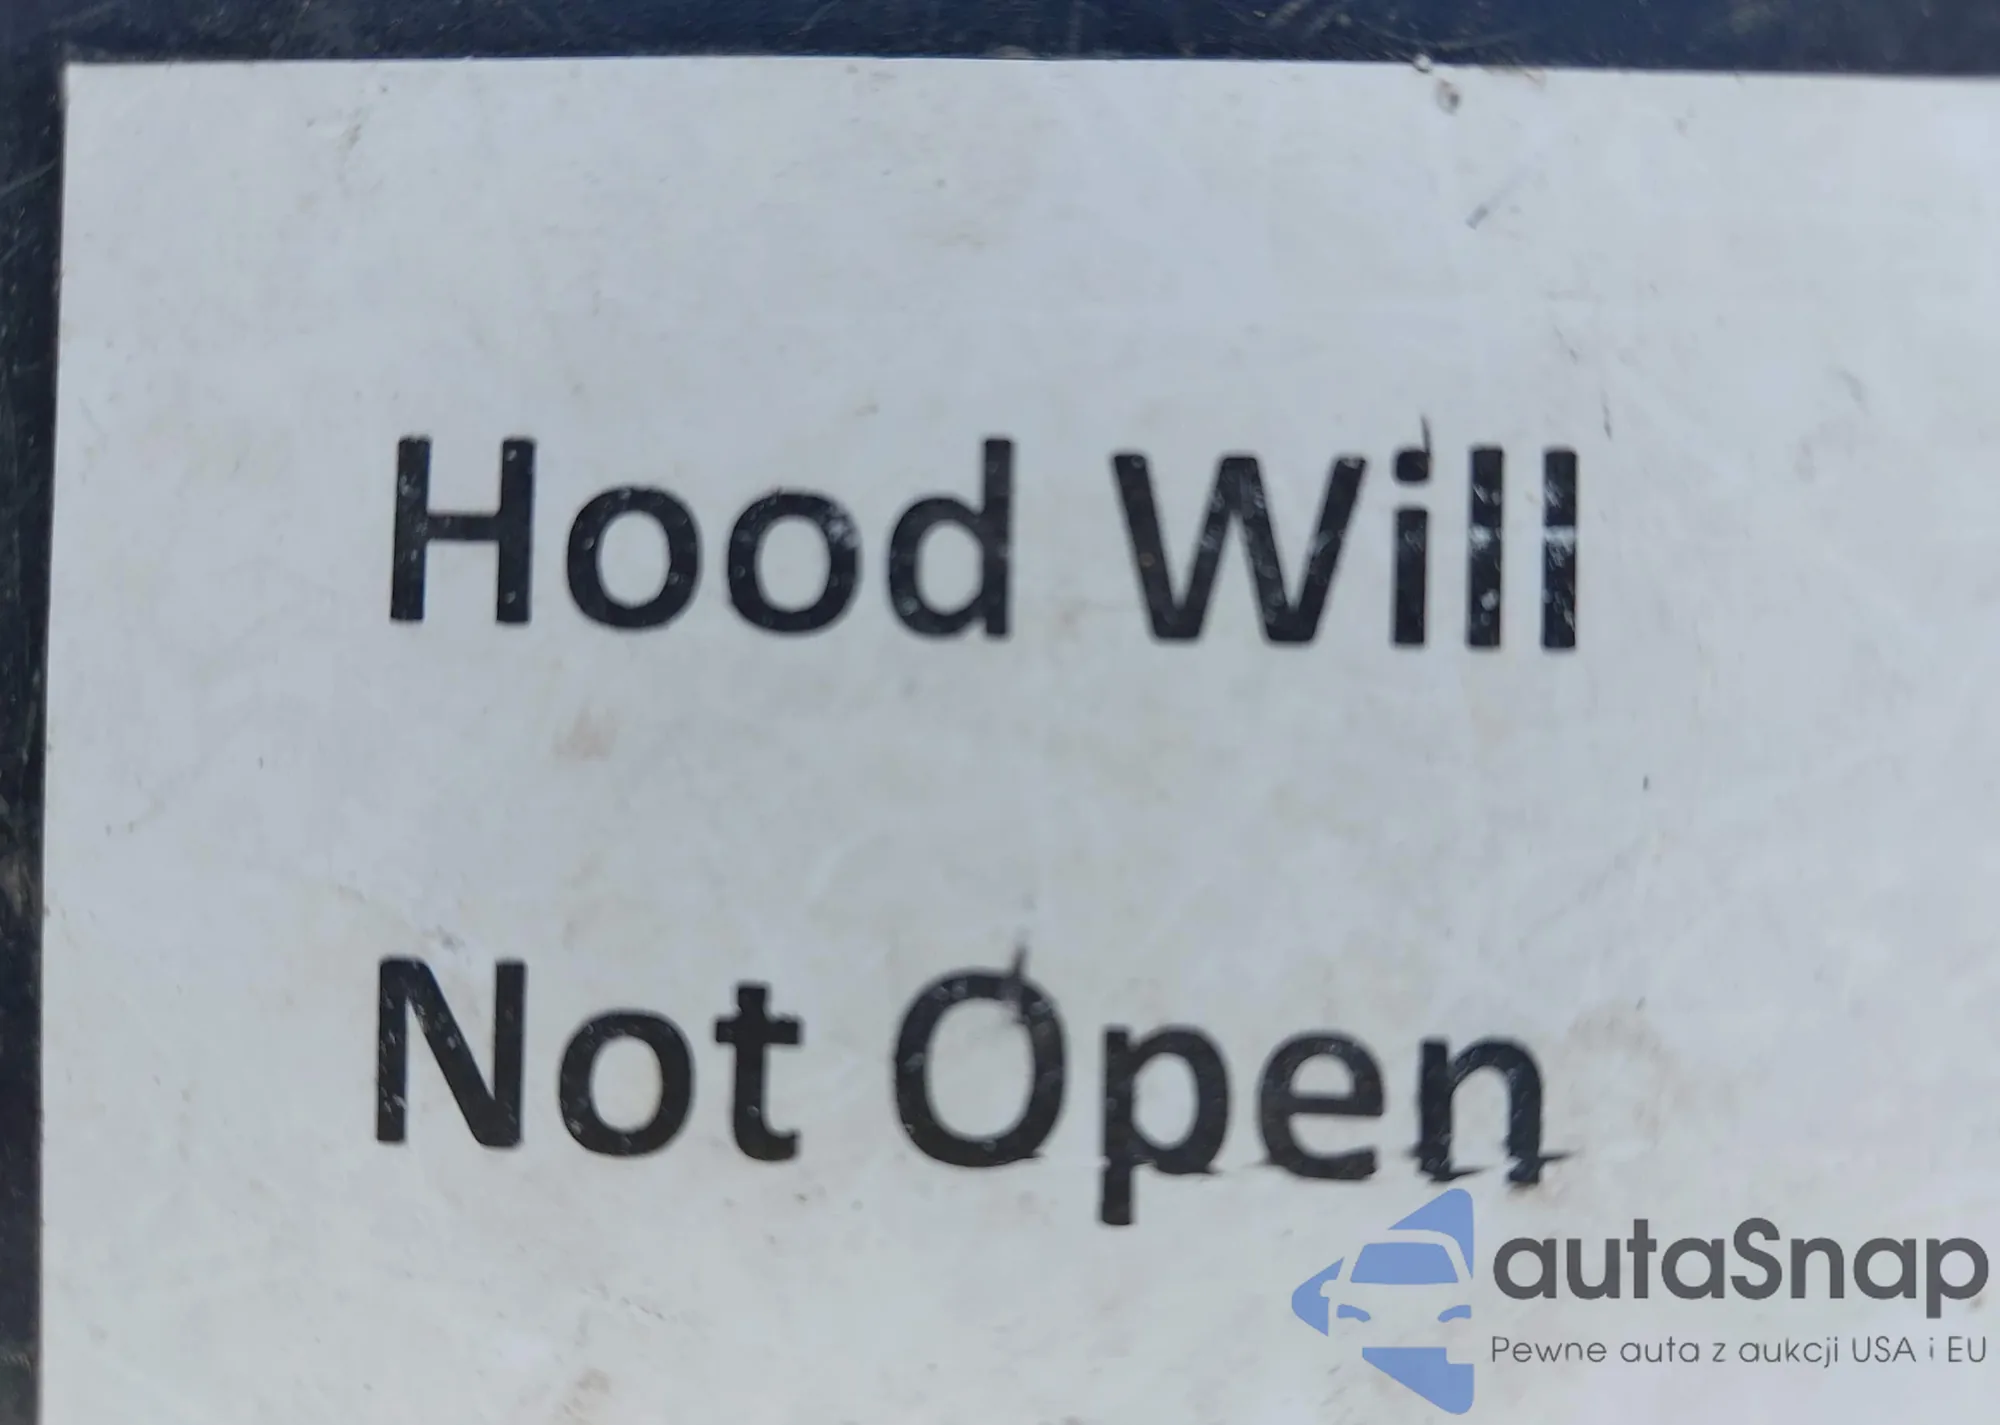 Hood Will
Not Open
autaSnap
Pewne auta z aukcji USA i EU